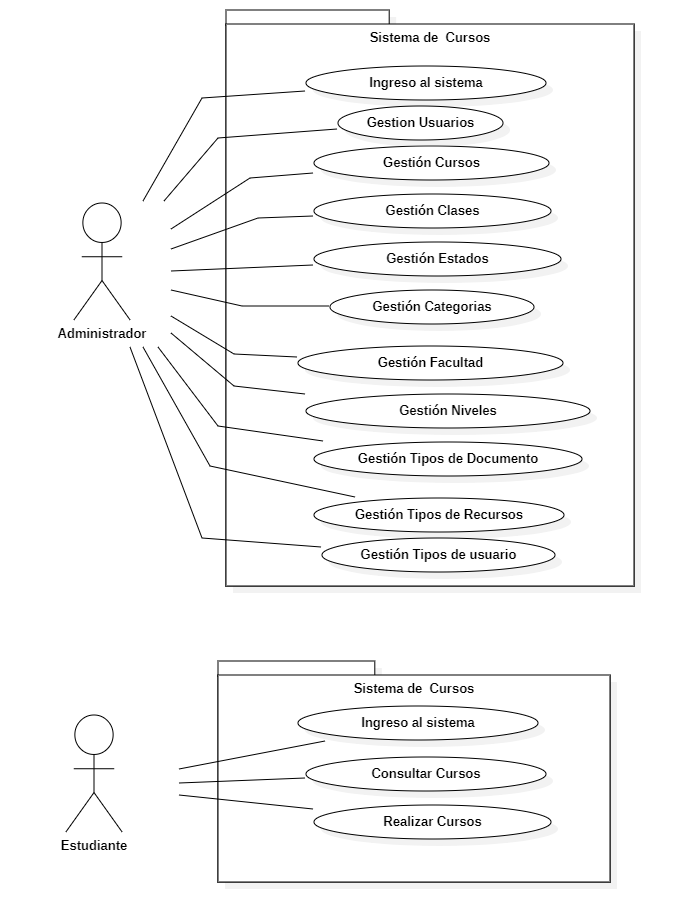 Sistema de  Cursos
Ingreso al sistema
Gestion Usuarios
Gestión Cursos
Gestión Clases
Gestión Estados
Gestión Categorias
Administrador
Gestión Facultad
Gestión Niveles
Gestión Tipos de Documento
Gestión Tipos de Recursos
Gestión Tipos de usuario
Sistema de  Cursos
Ingreso al sistema
Consultar Cursos
Realizar Cursos
Estudiante